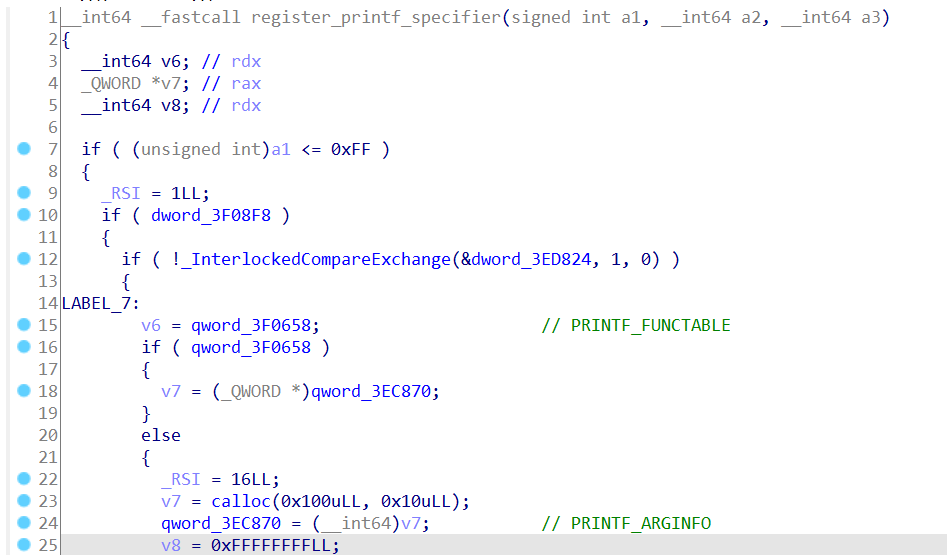 1 __int64 __fastcall register_printf_specifier(signed int a1, __int64 a2, __int64 a3)
2 {
3 __int64 v6; // rdx
4 _QWORD *v7; // rax
5 __int64 v8; // rdx
6
7 if ( (unsigned int)a1 <= 0xFF )
8 {
9 _RSI = 1LL;
10 if ( dword_3F08F8 )
11 {
12 if ( !_InterlockedCompareExchange(&dword_3ED824, 1, 0) )
13 {
14 LABEL_7:
15 v6 = qword_3F0658; // PRINTF_FUNCTABLE
16 if ( qword_3F0658 )
17 {
18 v7 = (_QWORD *)qword_3EC870;
19 }
20 else
21 {
22 _RSI = 16LL;
23 v7 = calloc(0x100uLL, 0x10uLL);
24 qword_3EC870 = (__int64)v7; // PRINTF_ARGINFO
25 v8 = 0xFFFFFFFFLL;